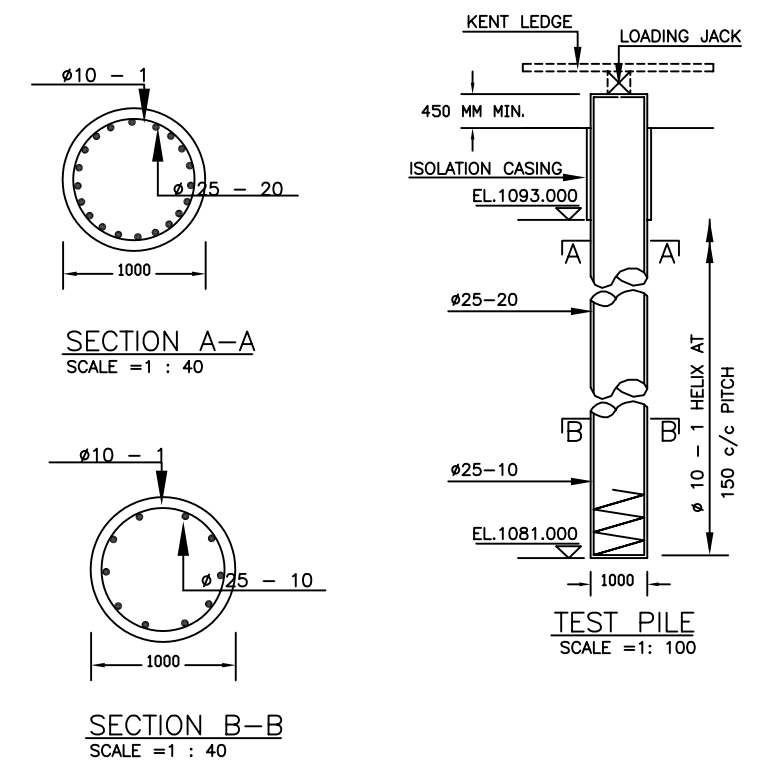 KENT LEDGE
LOADING JACK
ø10 - 1
450 MM MIN.
ISOLATION CASING
ø 25 - 20
EL.1093.000
A
A
1000
ø25-20
SECTION A-A
SCALE =1 : 40
ø 10 - 1 HELIX AT
150 c/c PITCH
B
B
ø10 - 1
ø25-10
EL.1081.000
ø 25 - 10
1000
TEST PILE
SCALE =1: 100
1000
SECTION B-B
SCALE =1 : 40